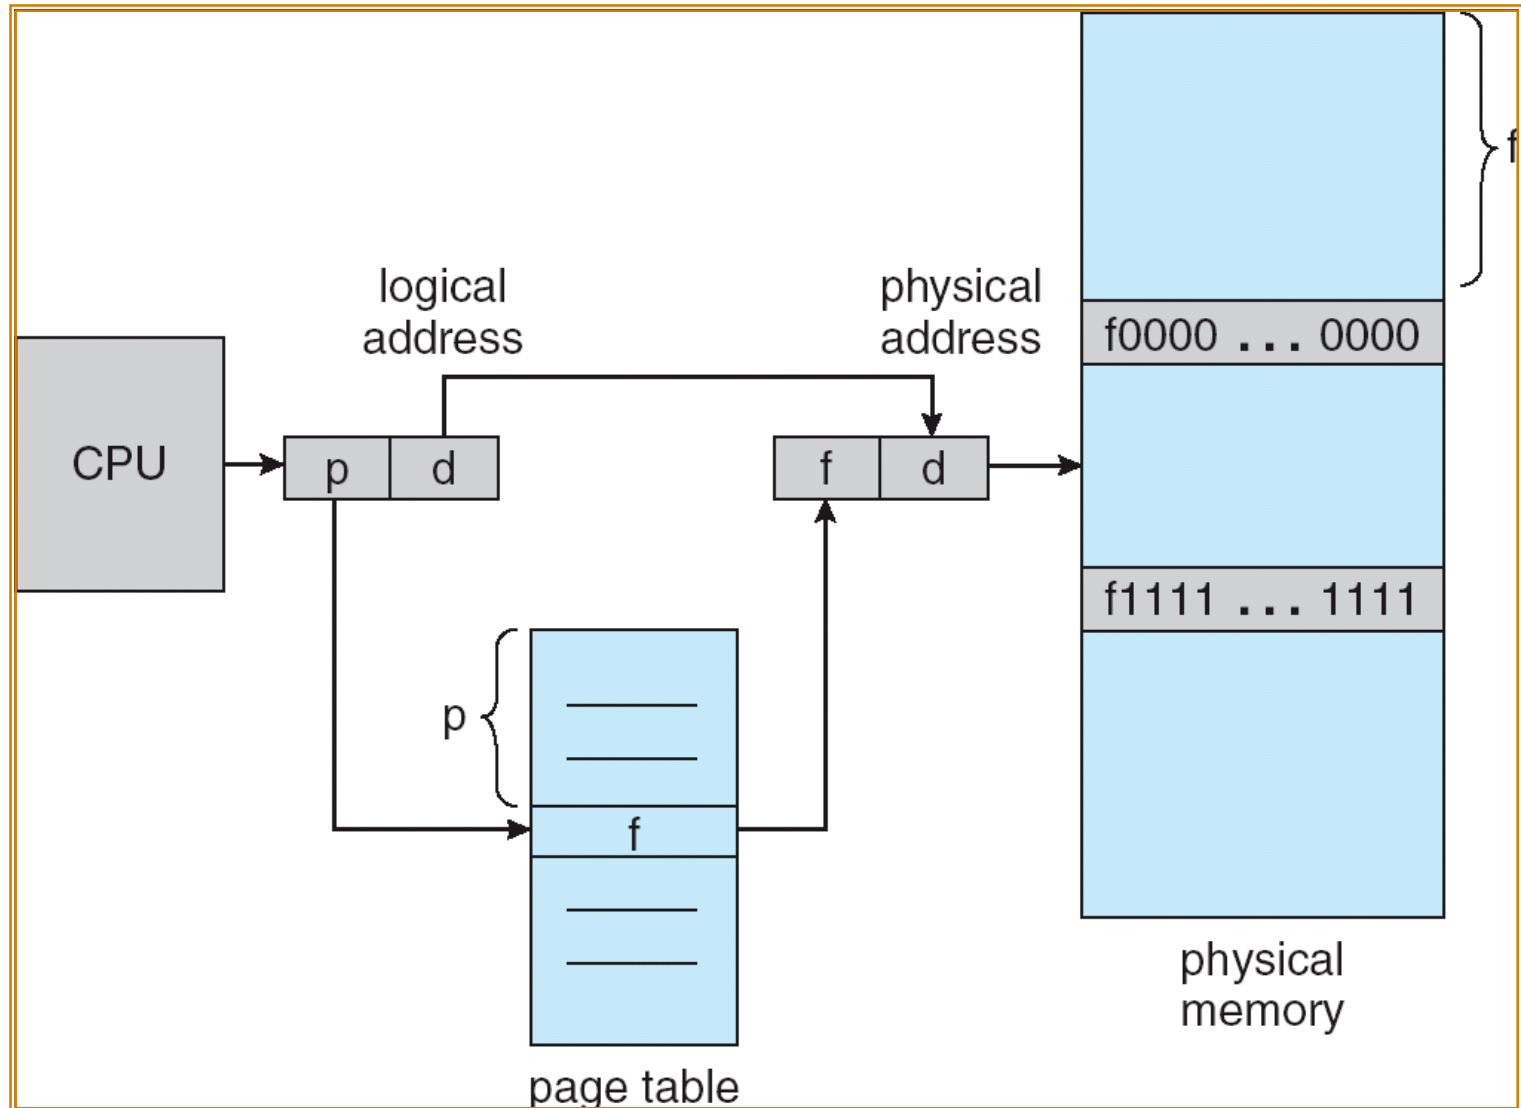 f
logical
address
physical
address
f0000 ... 0000
CPU
p
d
f
d
f1111 ... 1111
p
f
physical
memory
page table